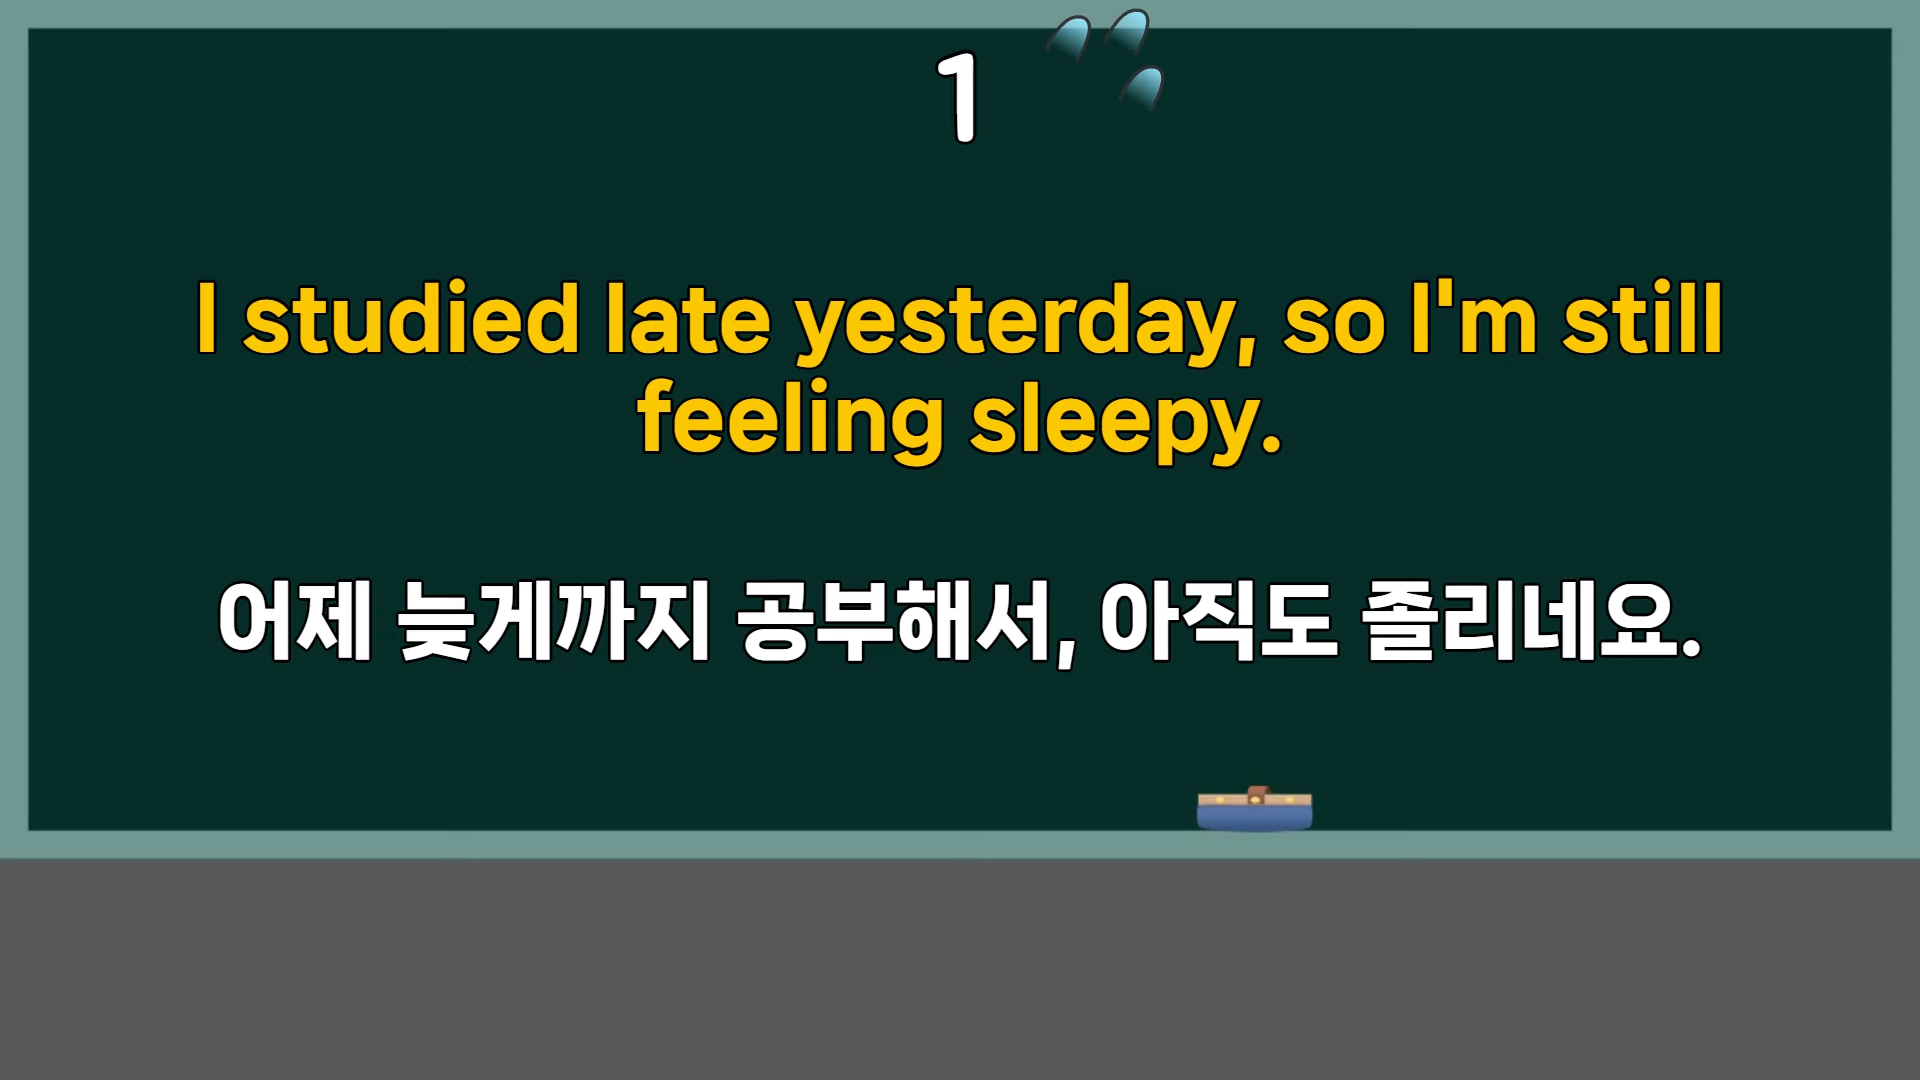 1
I studied late yesterday, so I'm still
feeling sleepy.
어제 늦게까지 공부해서, 아직도 졸리네요.